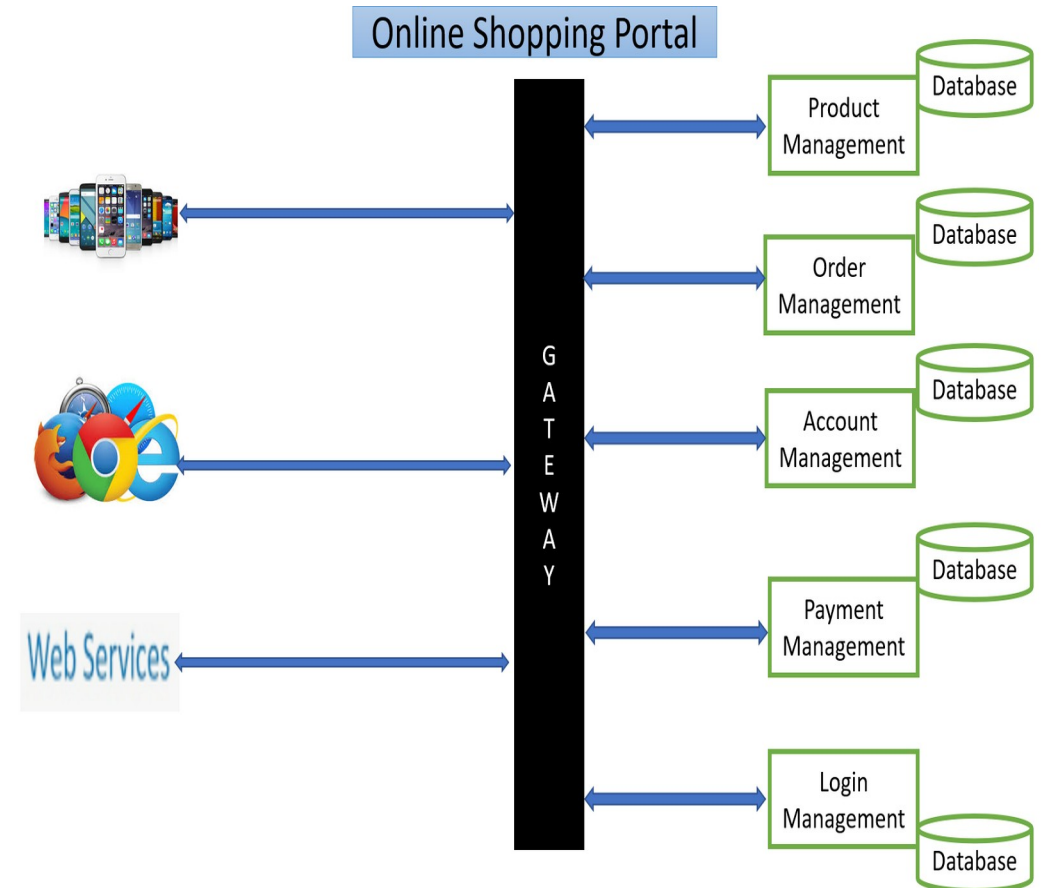 Online Shopping Portal
Database
Product
Management
Database
Order
Management
Database
Account
Management
G
A
T
E
W
A
Y
Database
Payment
Management
Web Services
Login
Management
Database